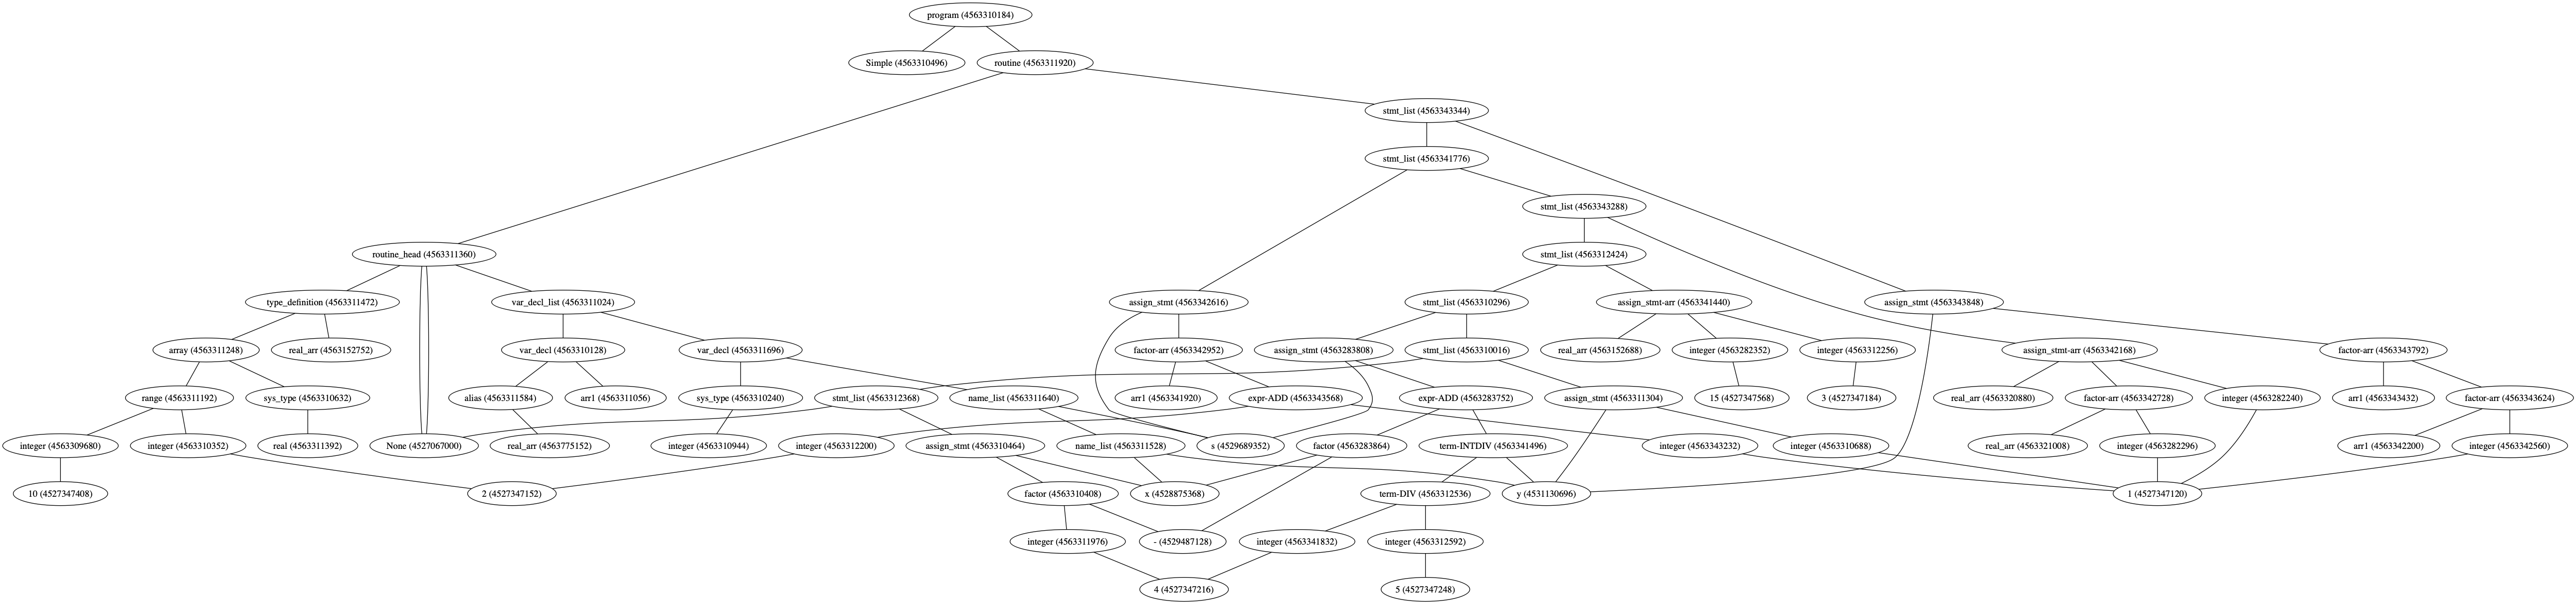 program (4563310184)
Simple (4563310496)
routine (4563311920)
stmt_list (4563343344)
stmt_list (4563341776)
stmt_list (4563343288)
routine_head (4563311360)
stmt_list (4563312424)
type_definition (4563311472)
var_decl_list (4563311024)
assign_stmt (4563342616)
stmt_list (4563310296)
assign_stmt-arr (4563341440)
assign_stmt (4563343848)
array (4563311248)
real_arr (4563152752)
var_decl (4563310128)
var_decl (4563311696)
factor-arr (4563342952)
assign_stmt (4563283808)
stmt_list (4563310016)
real_arr (4563152688)
integer (4563282352)
integer (4563312256)
assign_stmt-arr (4563342168)
factor-arr (4563343792)
range (4563311192)
sys_type (4563310632)
alias (4563311584)
arr1 (4563311056)
sys_type (4563310240)
stmt_list (4563312368)
name_list (4563311640)
arr1 (4563341920)
expr-ADD (4563343568)
expr-ADD (4563283752)
assign_stmt (4563311304)
15 (4527347568)
3 (4527347184)
real_arr (4563320880)
factor-arr (4563342728)
integer (4563282240)
arr1 (4563343432)
factor-arr (4563343624)
integer (4563309680)
integer (4563310352)
real (4563311392)
None (4527067000)
real_arr (4563775152)
integer (4563310944)
integer (4563312200)
assign_stmt (4563310464)
name_list (4563311528)
s (4529689352)
factor (4563283864)
term-INTDIV (4563341496)
integer (4563343232)
integer (4563310688)
real_arr (4563321008)
integer (4563282296)
arr1 (4563342200)
integer (4563342560)
10 (4527347408)
2 (4527347152)
factor (4563310408)
x (4528875368)
term-DIV (4563312536)
y (4531130696)
1 (4527347120)
integer (4563311976)
- (4529487128)
integer (4563341832)
integer (4563312592)
4 (4527347216)
5 (4527347248)